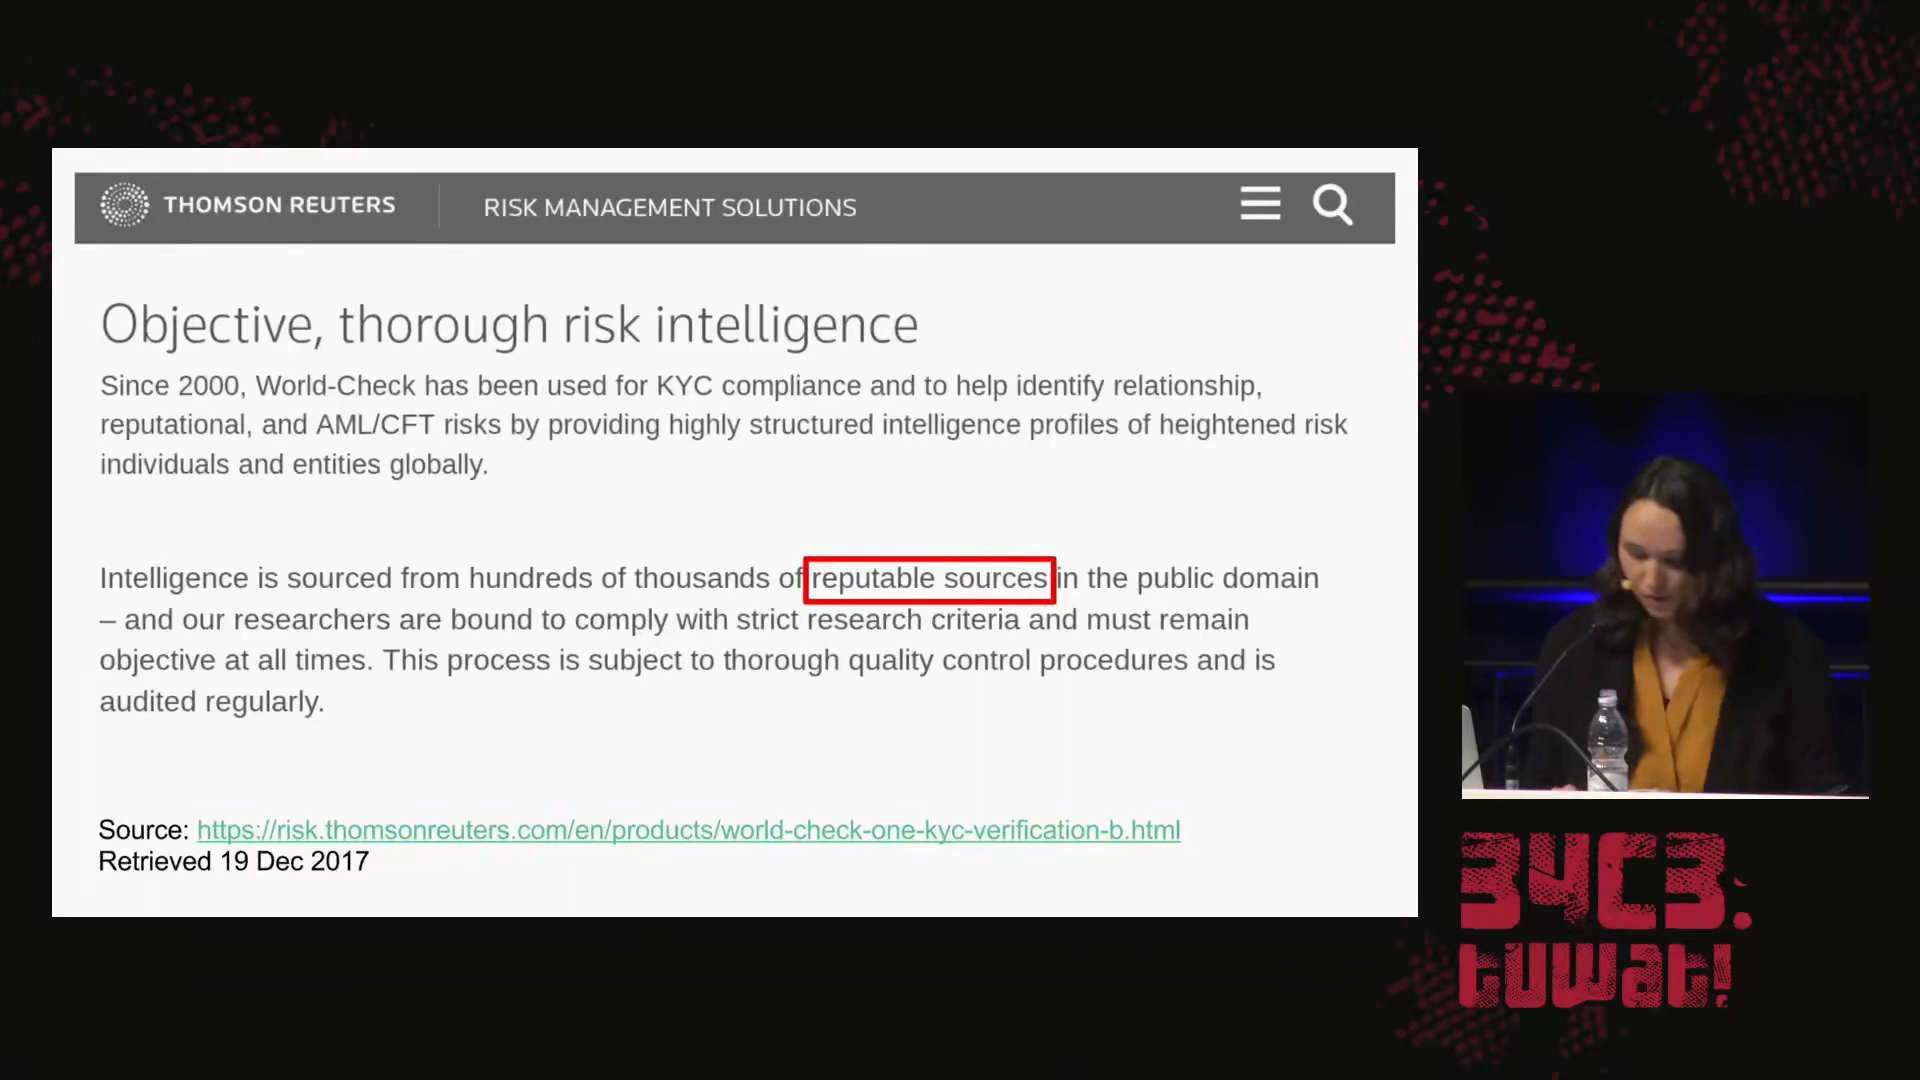 THOMSON REUTERS
RISK MANAGEMENT SOLUTIONS
Objective, thorough risk intelligence
Since 2000, World-Check has been used for KYC compliance and to help identify relationship,
reputational, and AML/CFT risks by providing highly structured intelligence profiles of heightened risk
individuals and entities globally.
Intelligence is sourced from hundreds of thousands of reputable sources in the public domain
– and our researchers are bound to comply with strict research criteria and must remain
objective at all times. This process is subject to thorough quality control procedures and is
audited regularly.
Source: https://risk.thomsonreuters.com/en/products/world-check-one-kyc-verification-b.html
Retrieved 19 Dec 2017
34C3.
tuwat!